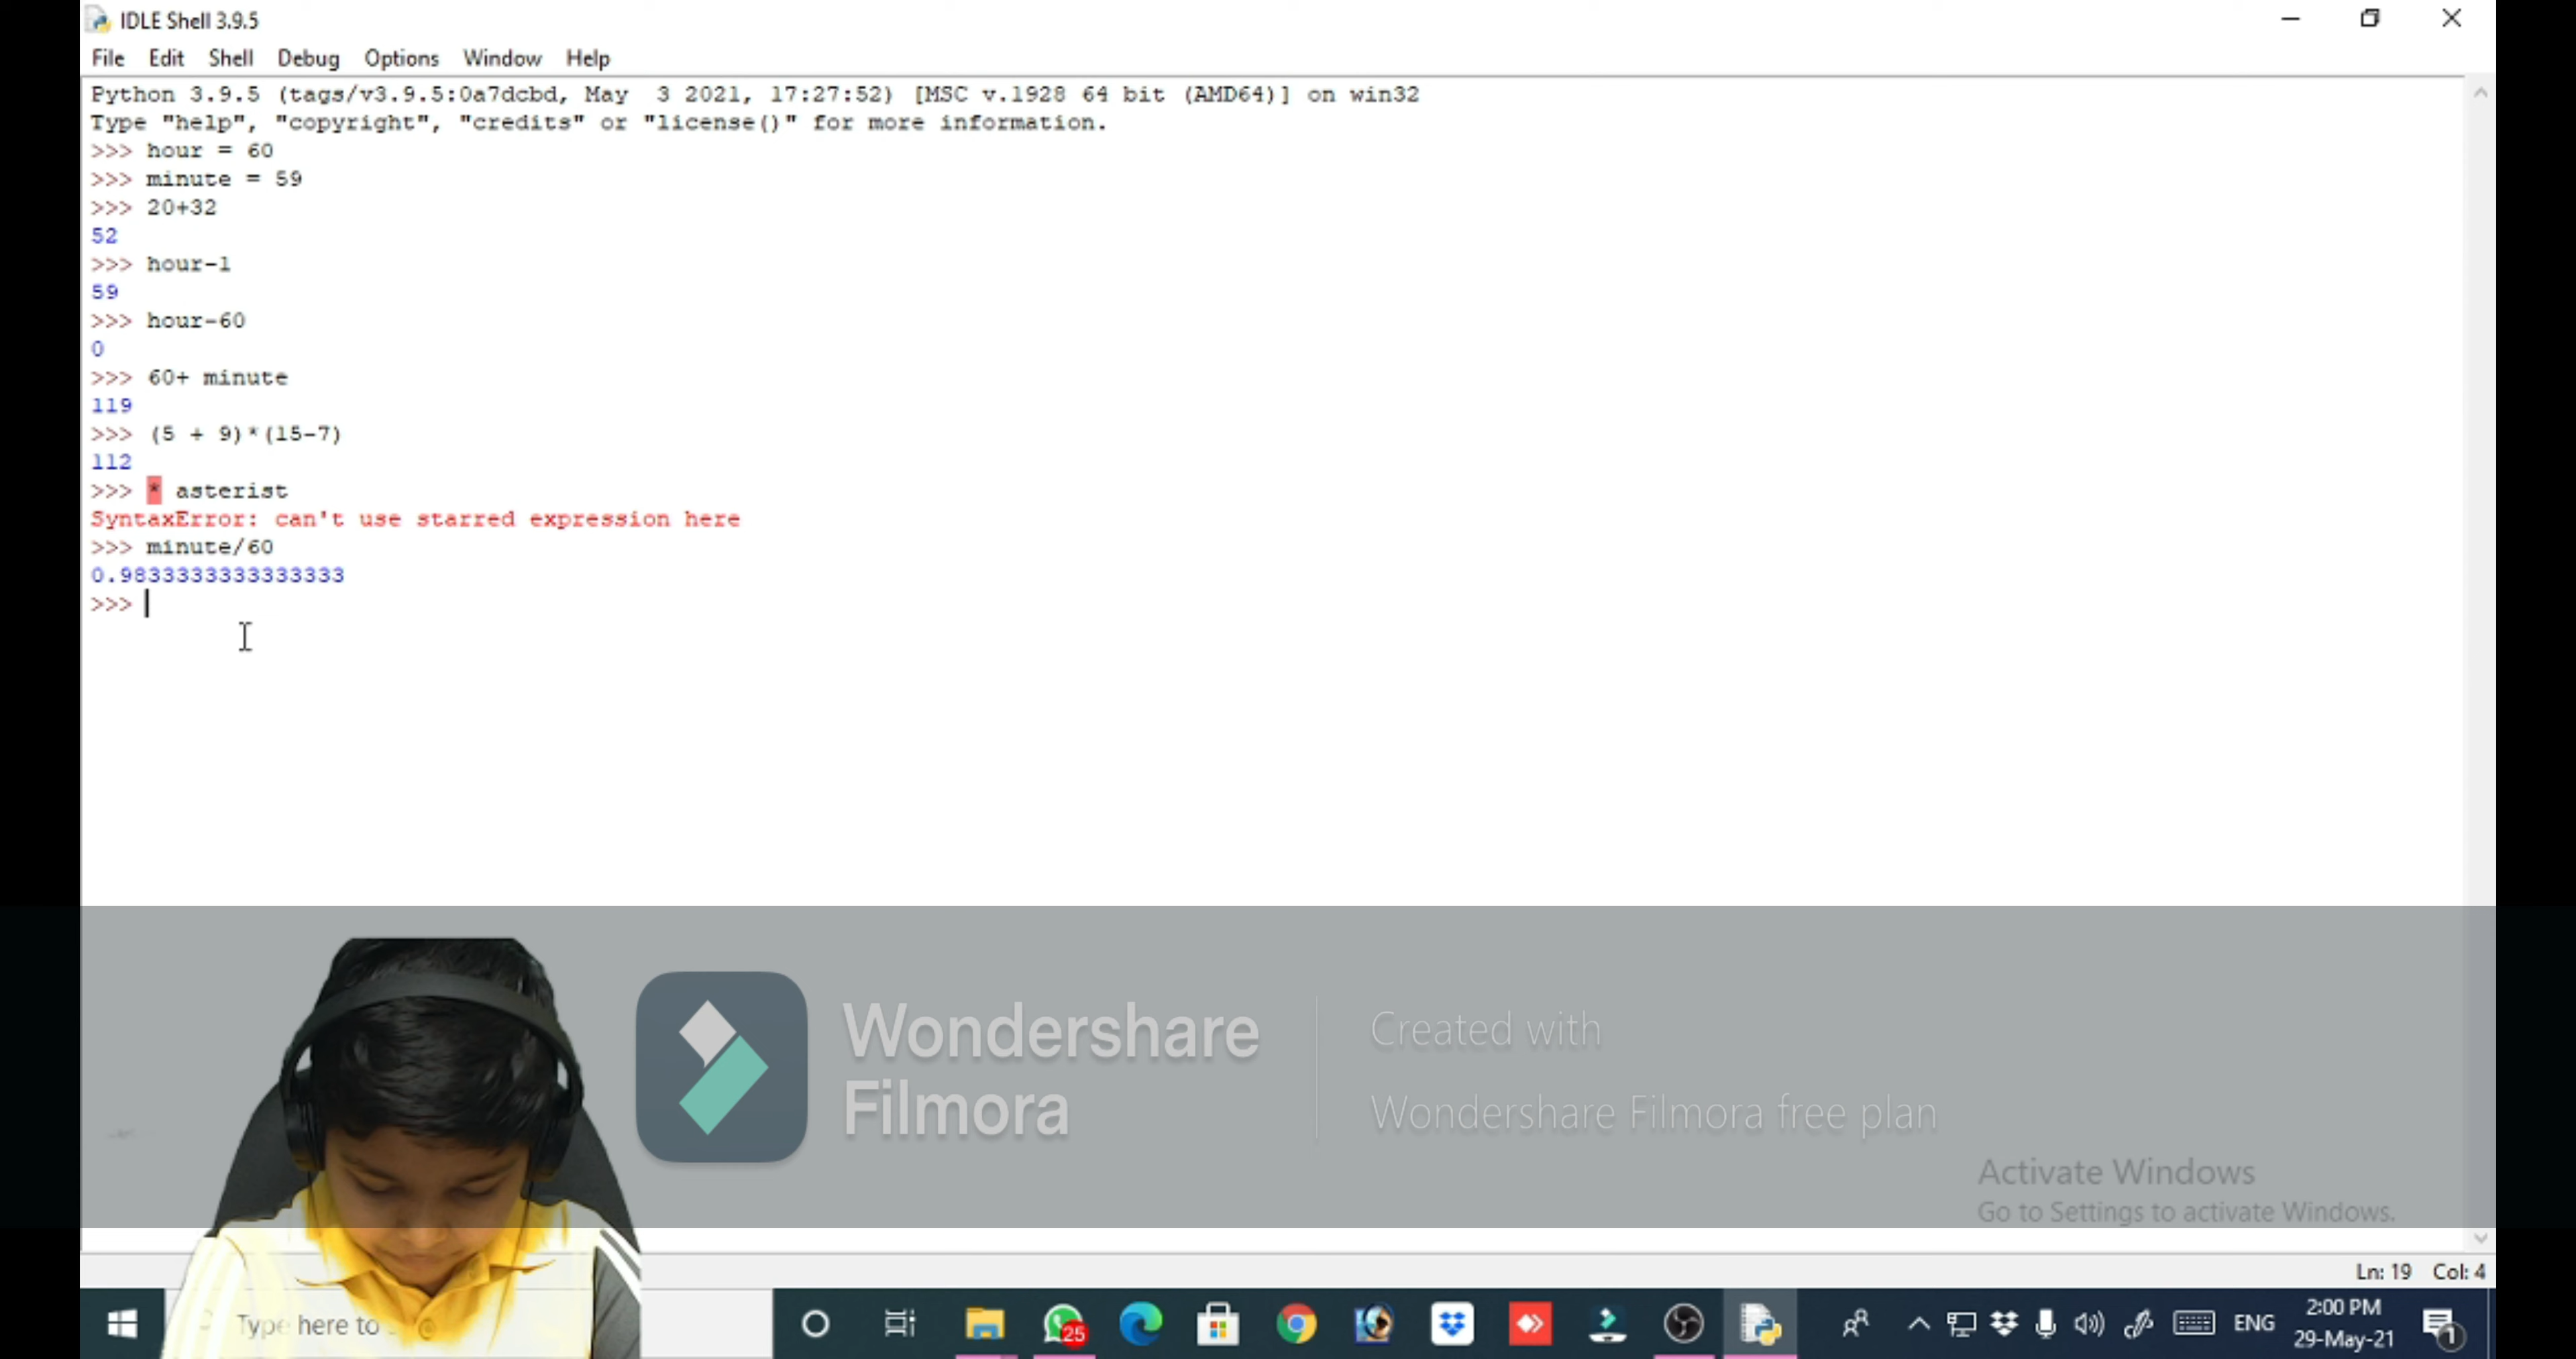 IDLE Shell 3.9.5
File Edit Shell Debug Options Window Help
Python 3.9.5 (tags/v3.9.5:0a7dcbd, May  3 2021, 17:27:52) [MSC v.1928 64 bit (AMD64)] on win32
Type "help", "copyright", "credits" or "license()" for more information.
>>> hour = 60
>>> minute = 59
>>> 20+32
52
>>> hour-1
59
>>> hour-60
0
>>> 60+ minute
119
>>> (5 + 9)*(15-7)
112
>>> * asterist
SyntaxError: can't use starred expression here
>>> minute/60
0.9833333333333333
>>>
Wondershare
Filmora
Created with
Wondershare Filmora free plan
Activate Windows
Go to Settings to activate Windows.
Ln: 19 Col: 4
Type here to
25
ENG
2:00 PM
29-May-21
1